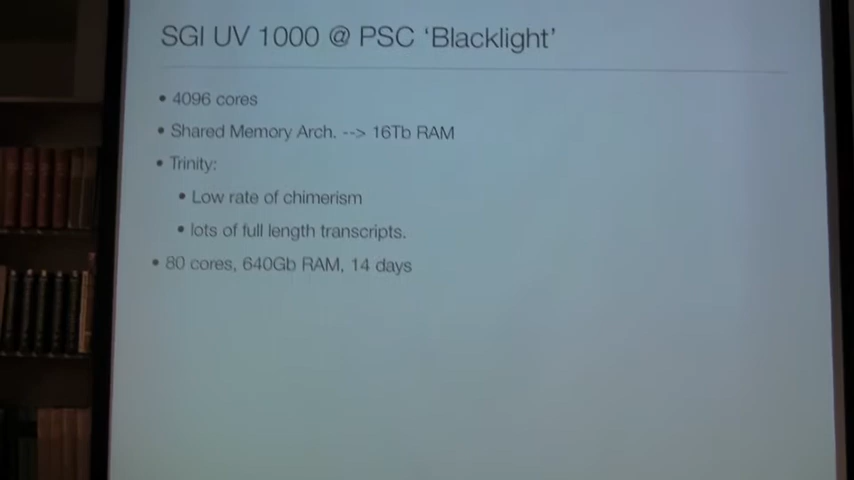 SGI UV 1000 @ PSC ‘Blacklight’
• 4096 cores
• Shared Memory Arch. --> 16Tb RAM
• Trinity:
• Low rate of chimerism
• lots of full length transcripts.
• 80 cores, 640Gb RAM, 14 days